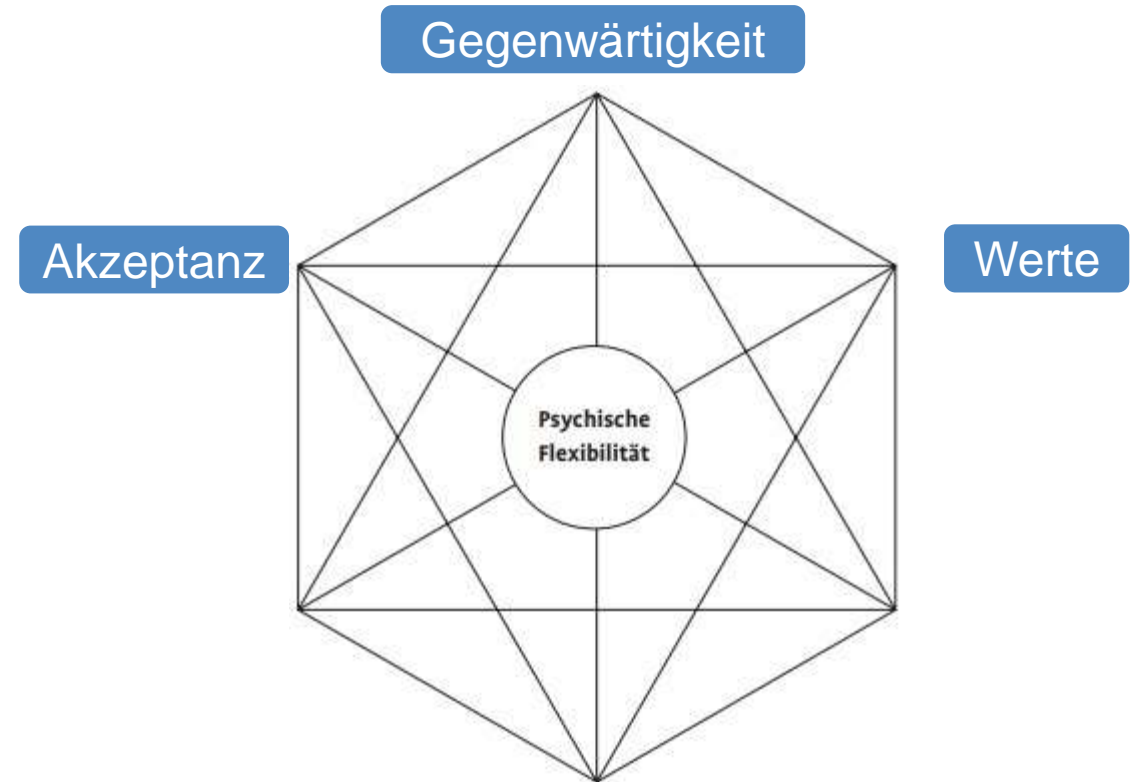 Gegenwärtigkeit
Akzeptanz
Werte
Psychische
Flexibilität